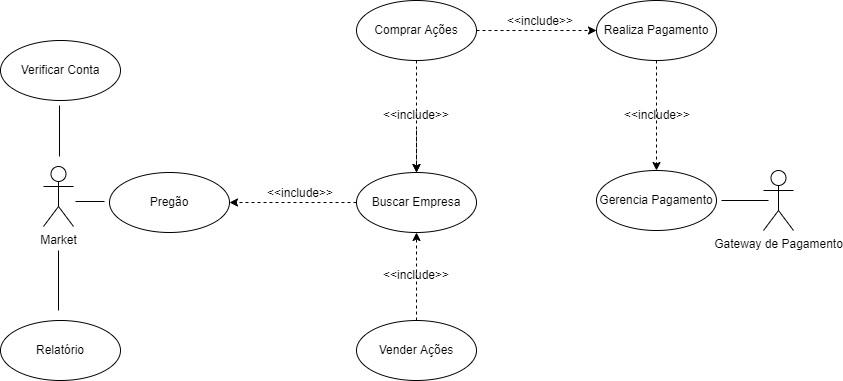 Comprar Ações
<<include>>
Realiza Pagamento
Verificar Conta
<<include>>
<<include>>
Market
Pregão
<<include>>
Buscar Empresa
Gerencia Pagamento
Gateway de Pagamento
<<include>>
Relatório
Vender Ações